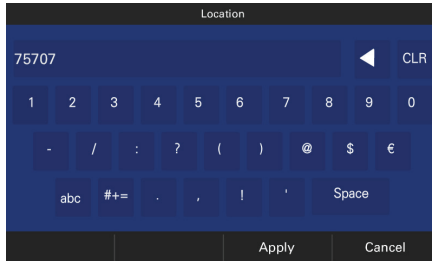 Location
75707 CLR
1 2 3 4 5 6 7 8 9 0
- / : ? ( ) @ $ €
abc #+= . , ! ' Space
Apply Cancel